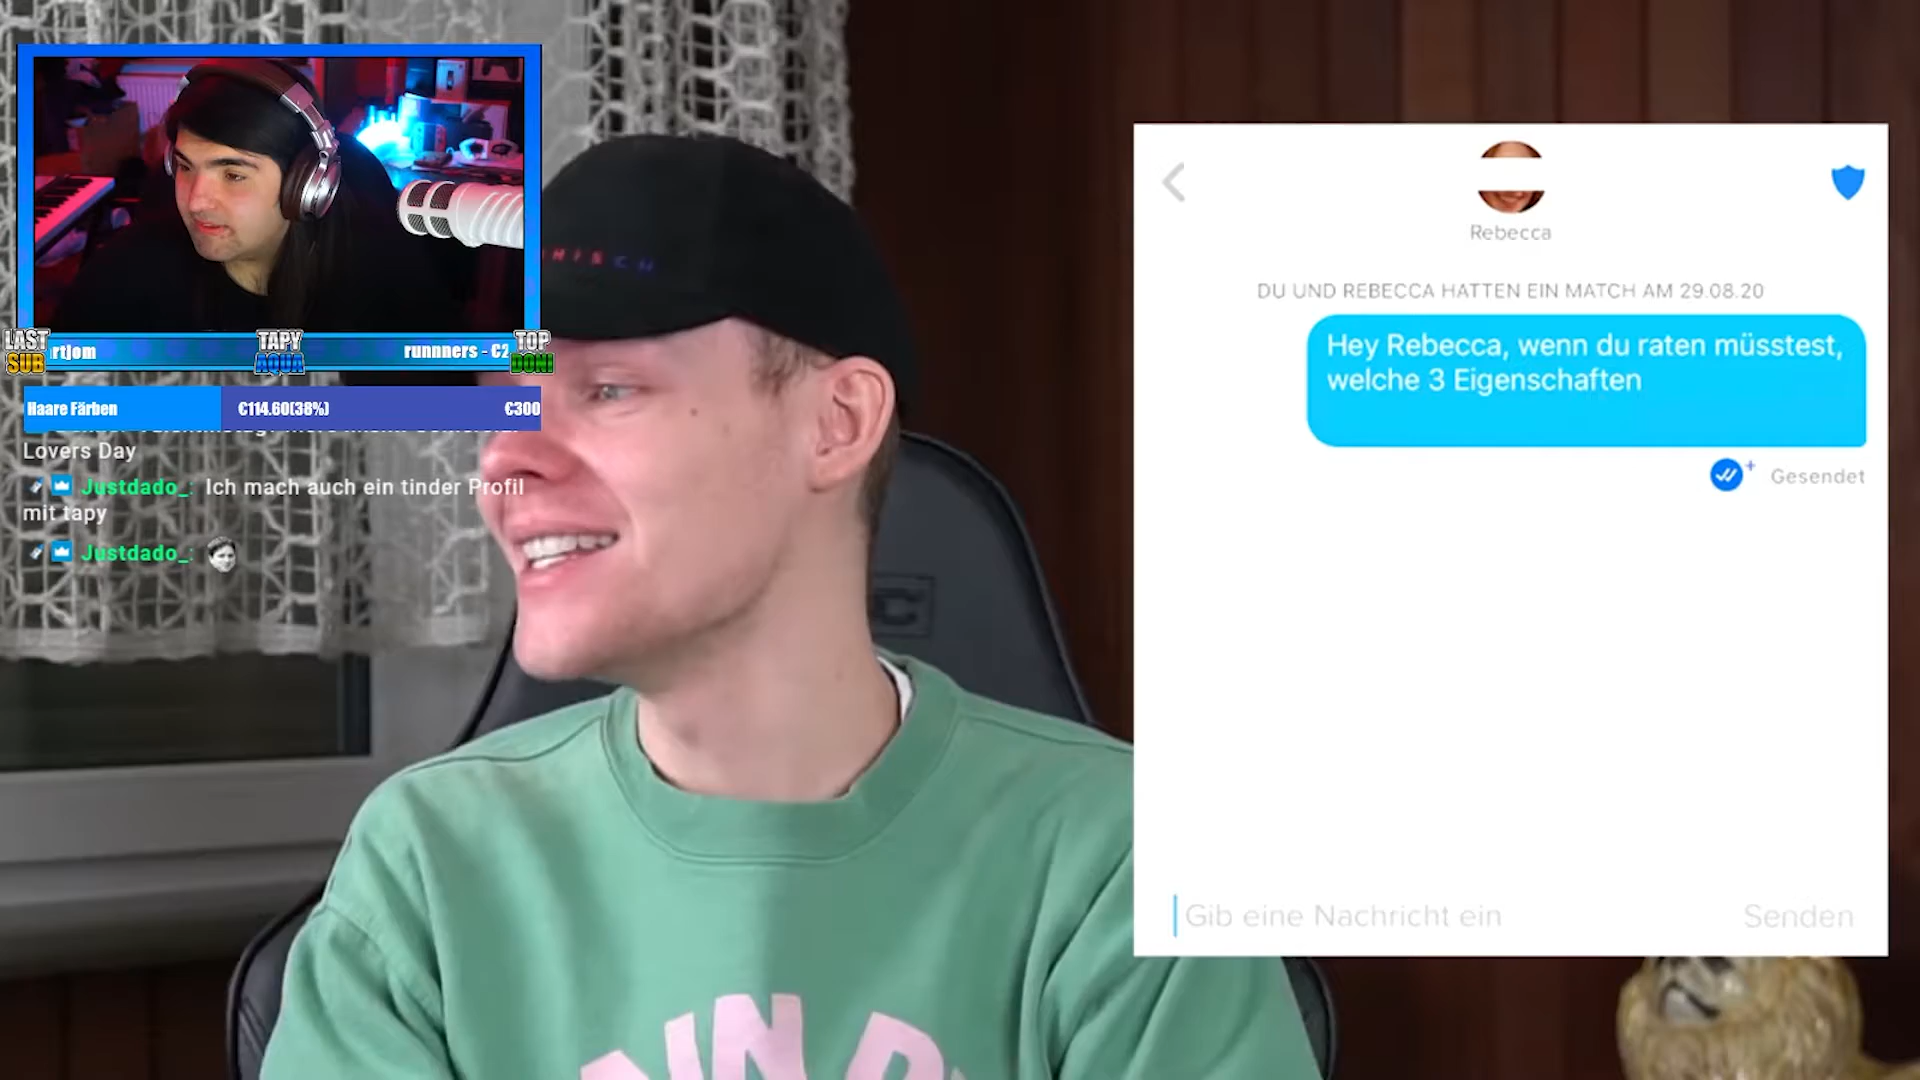 LAST
SUB
rtjom
TAPY
AQUA
runnners - €2
TOP
DONI
Haare Färben
€114.60(38%)
€300
Lovers Day
Justdado_: Ich mach auch ein tinder Profil
mit tapy
Justdado_:
Rebecca
DU UND REBECCA HATTEN EIN MATCH AM 29.08.20
Hey Rebecca, wenn du raten müsstest,
welche 3 Eigenschaften
Gesendet
Gib eine Nachricht ein
Senden